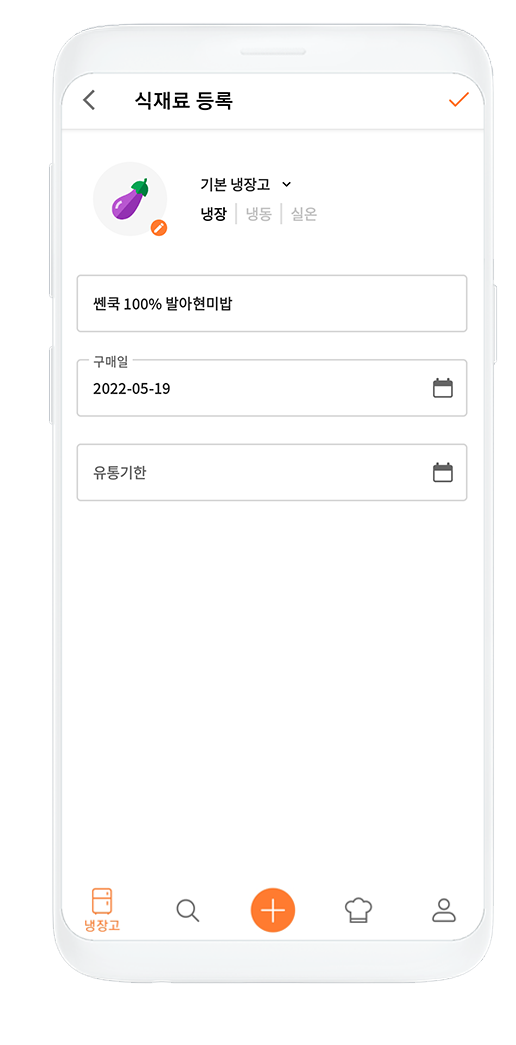 식재료 등록
기본 냉장고
냉장 냉동 실온
쎈쿡 100% 발아현미밥
구매일
2022-05-19
유통기한
냉장고